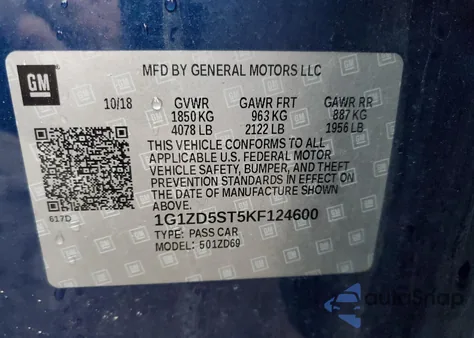 GM
MFD BY GENERAL MOTORS LLC
10/18 GVWR GAWR FRT GAWR RR
1850 KG 963 KG 887 KG
4078 LB 2122 LB 1956 LB
THIS VEHICLE CONFORMS TO ALL
APPLICABLE U.S. FEDERAL MOTOR
VEHICLE SAFETY, BUMPER, AND THEFT
PREVENTION STANDARDS IN EFFECT ON
THE DATE OF MANUFACTURE SHOWN
ABOVE.
617D
1G1ZD5ST5KF124600
TYPE: PASS CAR
MODEL: 501ZD69
autoSnap